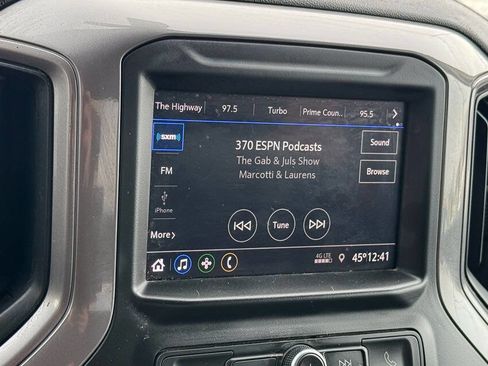 The Highway 97.5 Turbo Prime Coun.. 95.5
sxm
370 ESPN Podcasts
Sound
The Gab & Juls Show
FM
Marcotti & Laurens
Browse
iPhone
Tune
More
4G LTE
45° 12:41